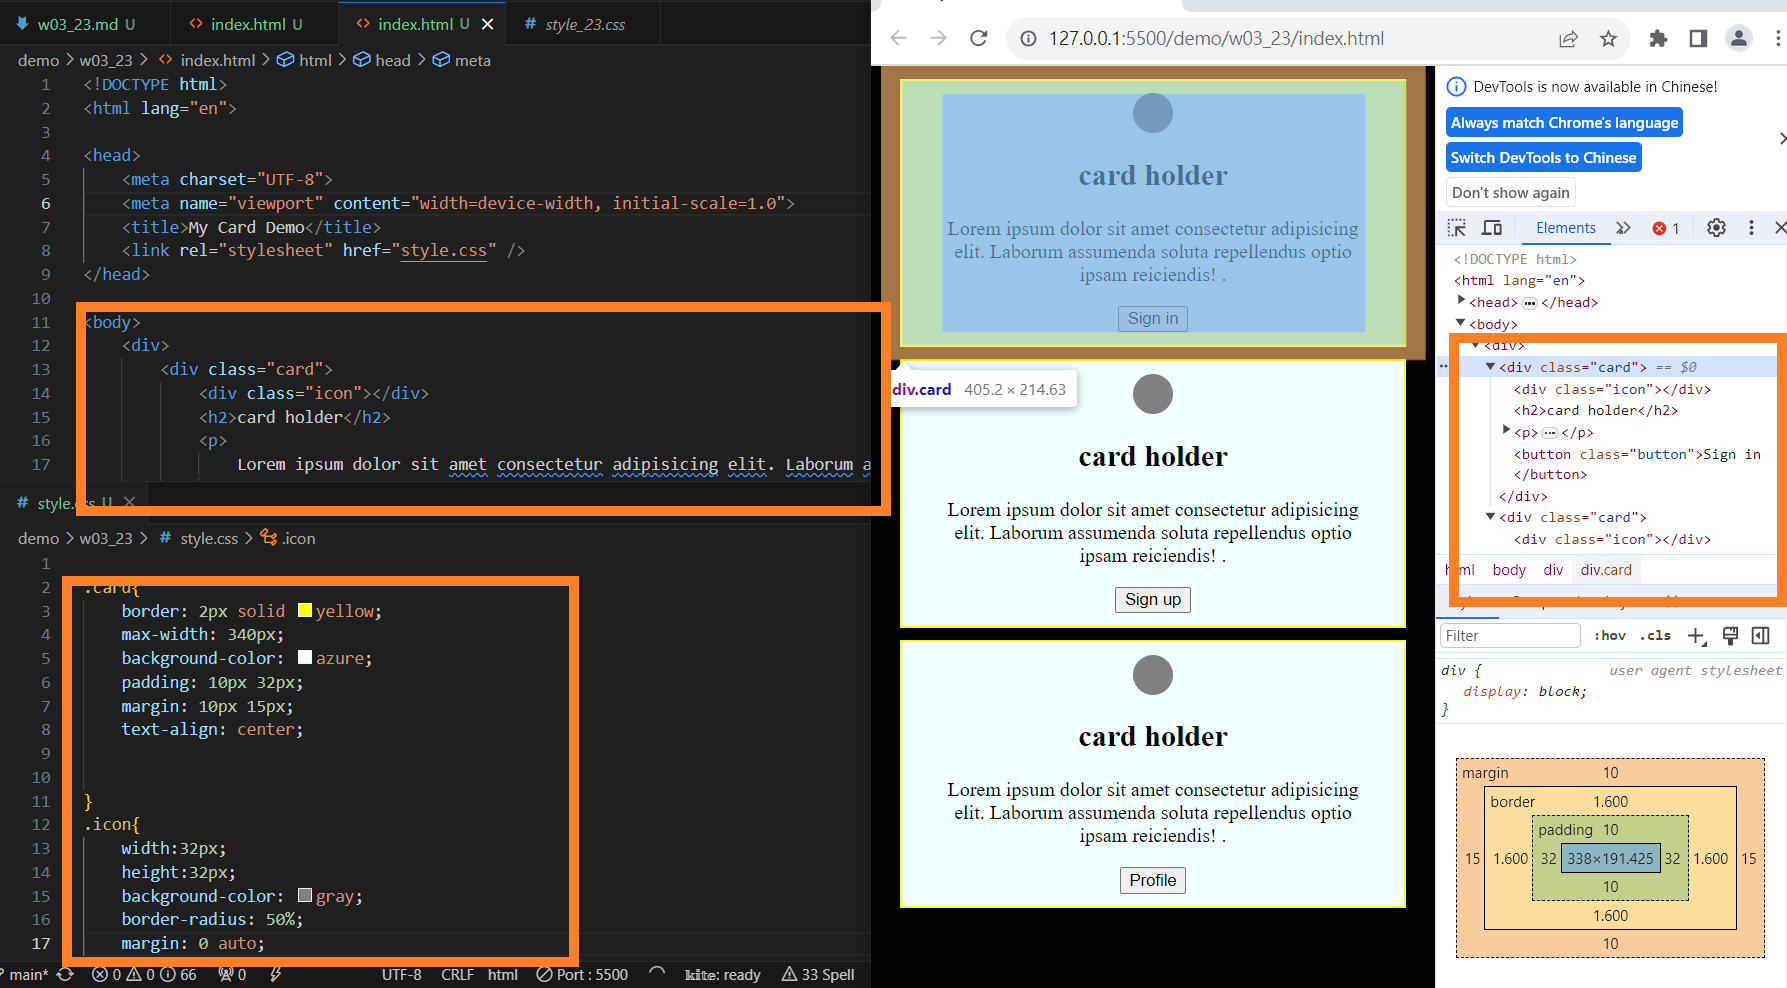 w03_23.md U
index.html U
index.html U
style_23.css
demo > w03_23 > index.html > html > head > meta
1 <!DOCTYPE html>
2 <html lang="en">
3
4 <head>
5 <meta charset="UTF-8">
6 <meta name="viewport" content="width=device-width, initial-scale=1.0">
7 <title>My Card Demo</title>
8 <link rel="stylesheet" href="style.css" />
9 </head>
10
11 <body>
12 <div>
13 <div class="card">
14 <div class="icon"></div>
15 <h2>card holder</h2>
16 <p>
17 Lorem ipsum dolor sit amet consectetur adipisicing elit. Laborum a
# style.css U
demo > w03_23 > # style.css > .icon
1
2 .card{
3 border: 2px solid yellow;
4 max-width: 340px;
5 background-color: azure;
6 padding: 10px 32px;
7 margin: 10px 15px;
8 text-align: center;
9
10
11 }
12 .icon{
13 width:32px;
14 height:32px;
15 background-color: gray;
16 border-radius: 50%;
17 margin: 0 auto;
main* 0 0 66 0 UTF-8 CRLF html Port : 5500 kite: ready 33 Spell
127.0.0.1:5500/demo/w03_23/index.html
card holder
Lorem ipsum dolor sit amet consectetur adipisicing
elit. Laborum assumenda soluta repellendus optio
ipsam reiciendis! .
Sign in
div.card 405.2 × 214.63
card holder
Lorem ipsum dolor sit amet consectetur adipisicing
elit. Laborum assumenda soluta repellendus optio
ipsam reiciendis! .
Sign up
card holder
Lorem ipsum dolor sit amet consectetur adipisicing
elit. Laborum assumenda soluta repellendus optio
ipsam reiciendis! .
Profile
DevTools is now available in Chinese!
Always match Chrome's language
Switch DevTools to Chinese
Don't show again
Elements 1
<!DOCTYPE html>
<html lang="en">
<head> ... </head>
<body>
<div>
<div class="card"> == $0
<div class="icon"></div>
<h2>card holder</h2>
<p> ... </p>
<button class="button">Sign in
</button>
</div>
<div class="card">
<div class="icon"></div>
html body div div.card
Filter :hov .cls
div { user agent stylesheet
display: block;
}
margin 10
border 1.600
padding 10
15 1.600 32 338×191.425 32 1.600 15
10
1.600
10